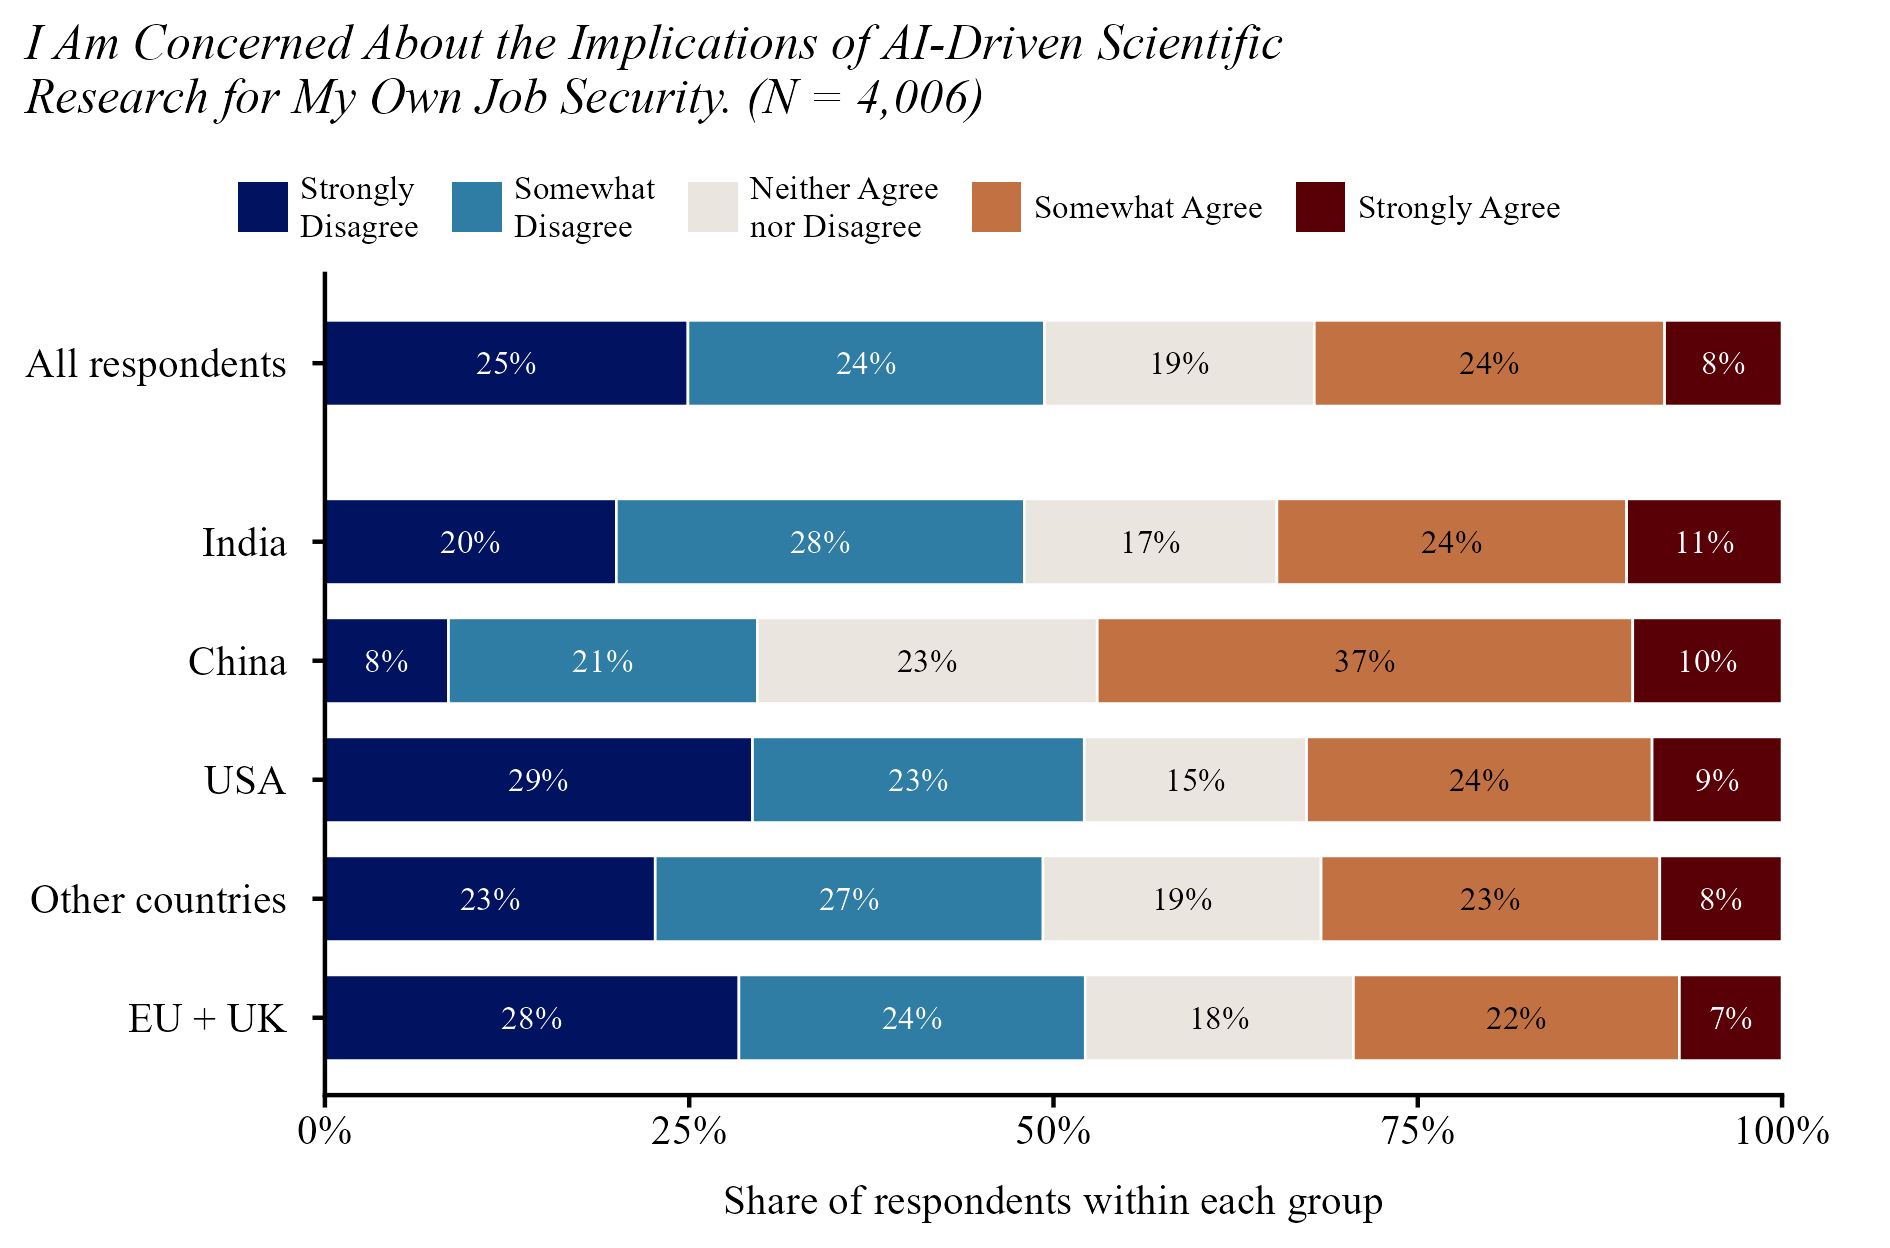 I Am Concerned About the Implications of AI-Driven Scientific
Research for My Own Job Security. (N = 4,006)
Strongly
Disagree
Somewhat
Disagree
Neither Agree
nor Disagree
Somewhat Agree
Strongly Agree
All respondents 25% 24% 19% 24% 8%
India 20% 28% 17% 24% 11%
China 8% 21% 23% 37% 10%
USA 29% 23% 15% 24% 9%
Other countries 23% 27% 19% 23% 8%
EU + UK 28% 24% 18% 22% 7%
0% 25% 50% 75% 100%
Share of respondents within each group